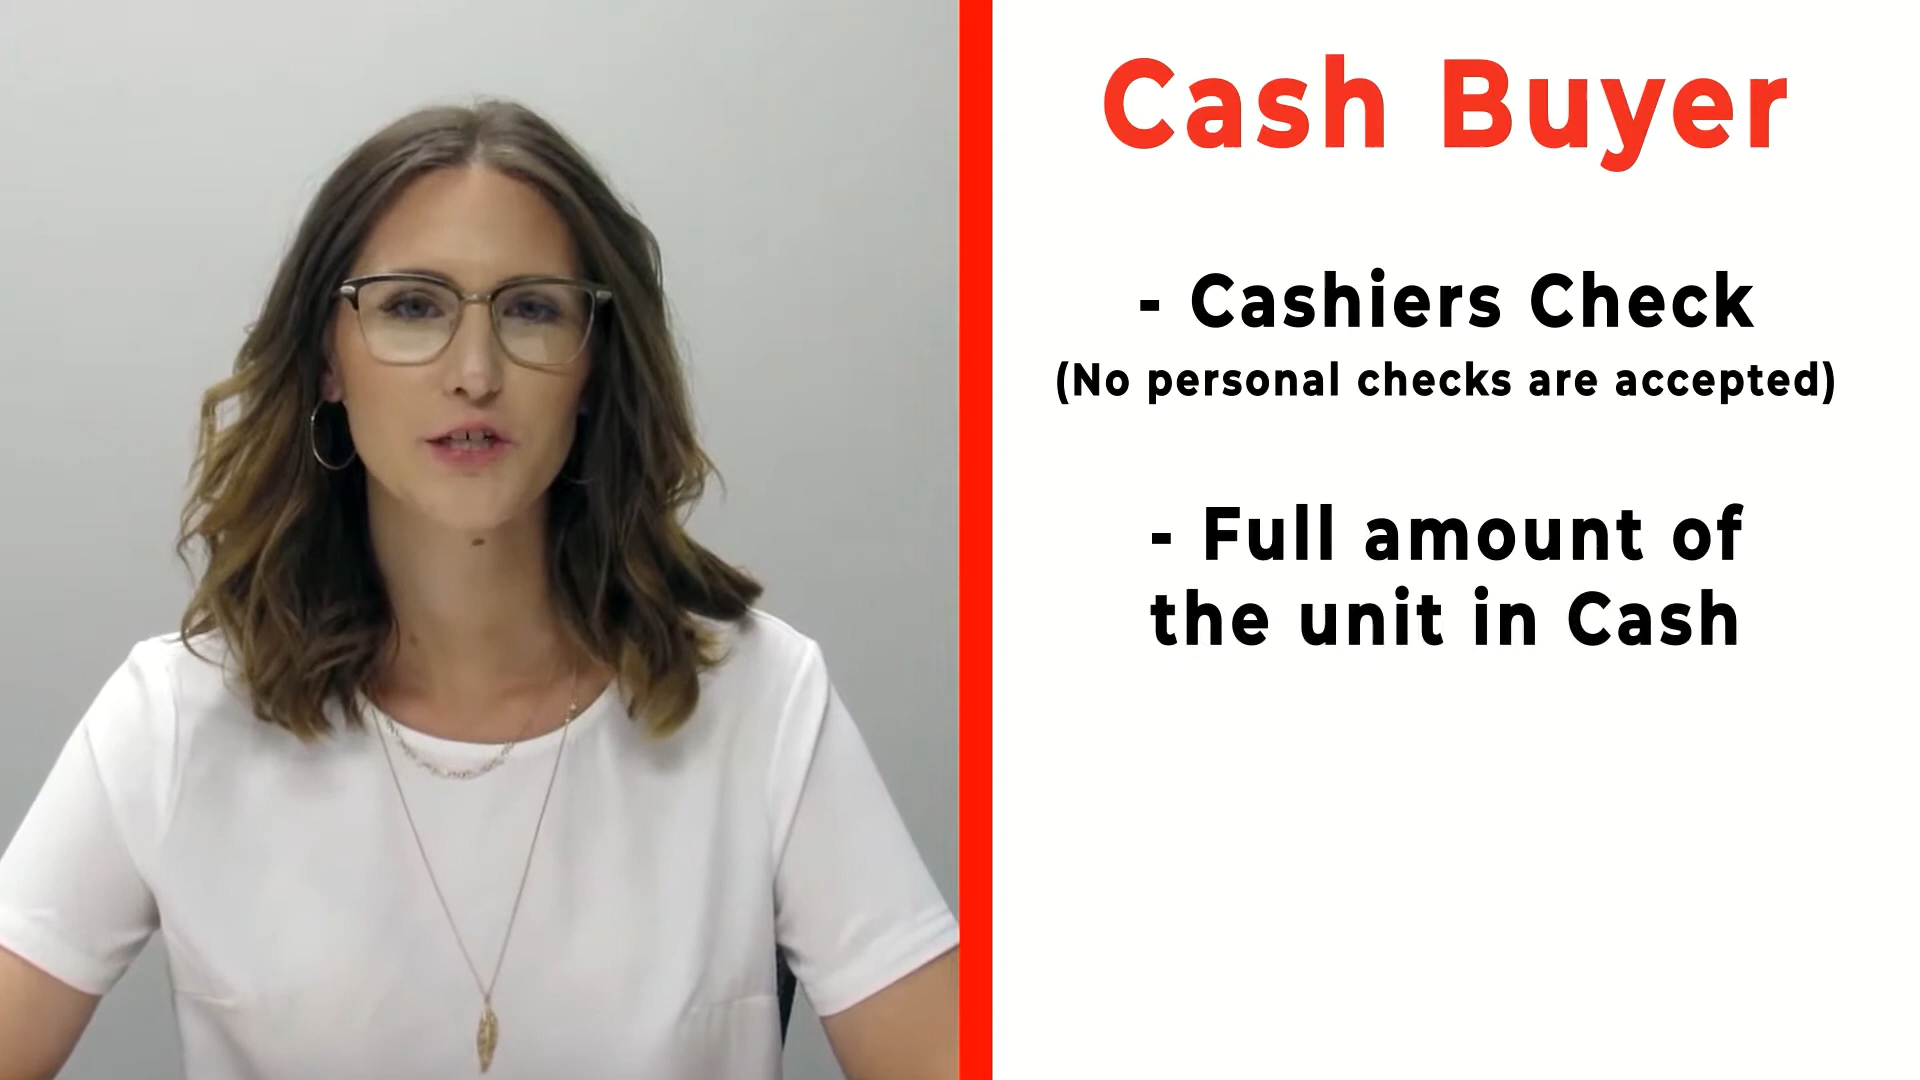 Cash Buyer
- Cashiers Check
(No personal checks are accepted)
- Full amount of
the unit in Cash